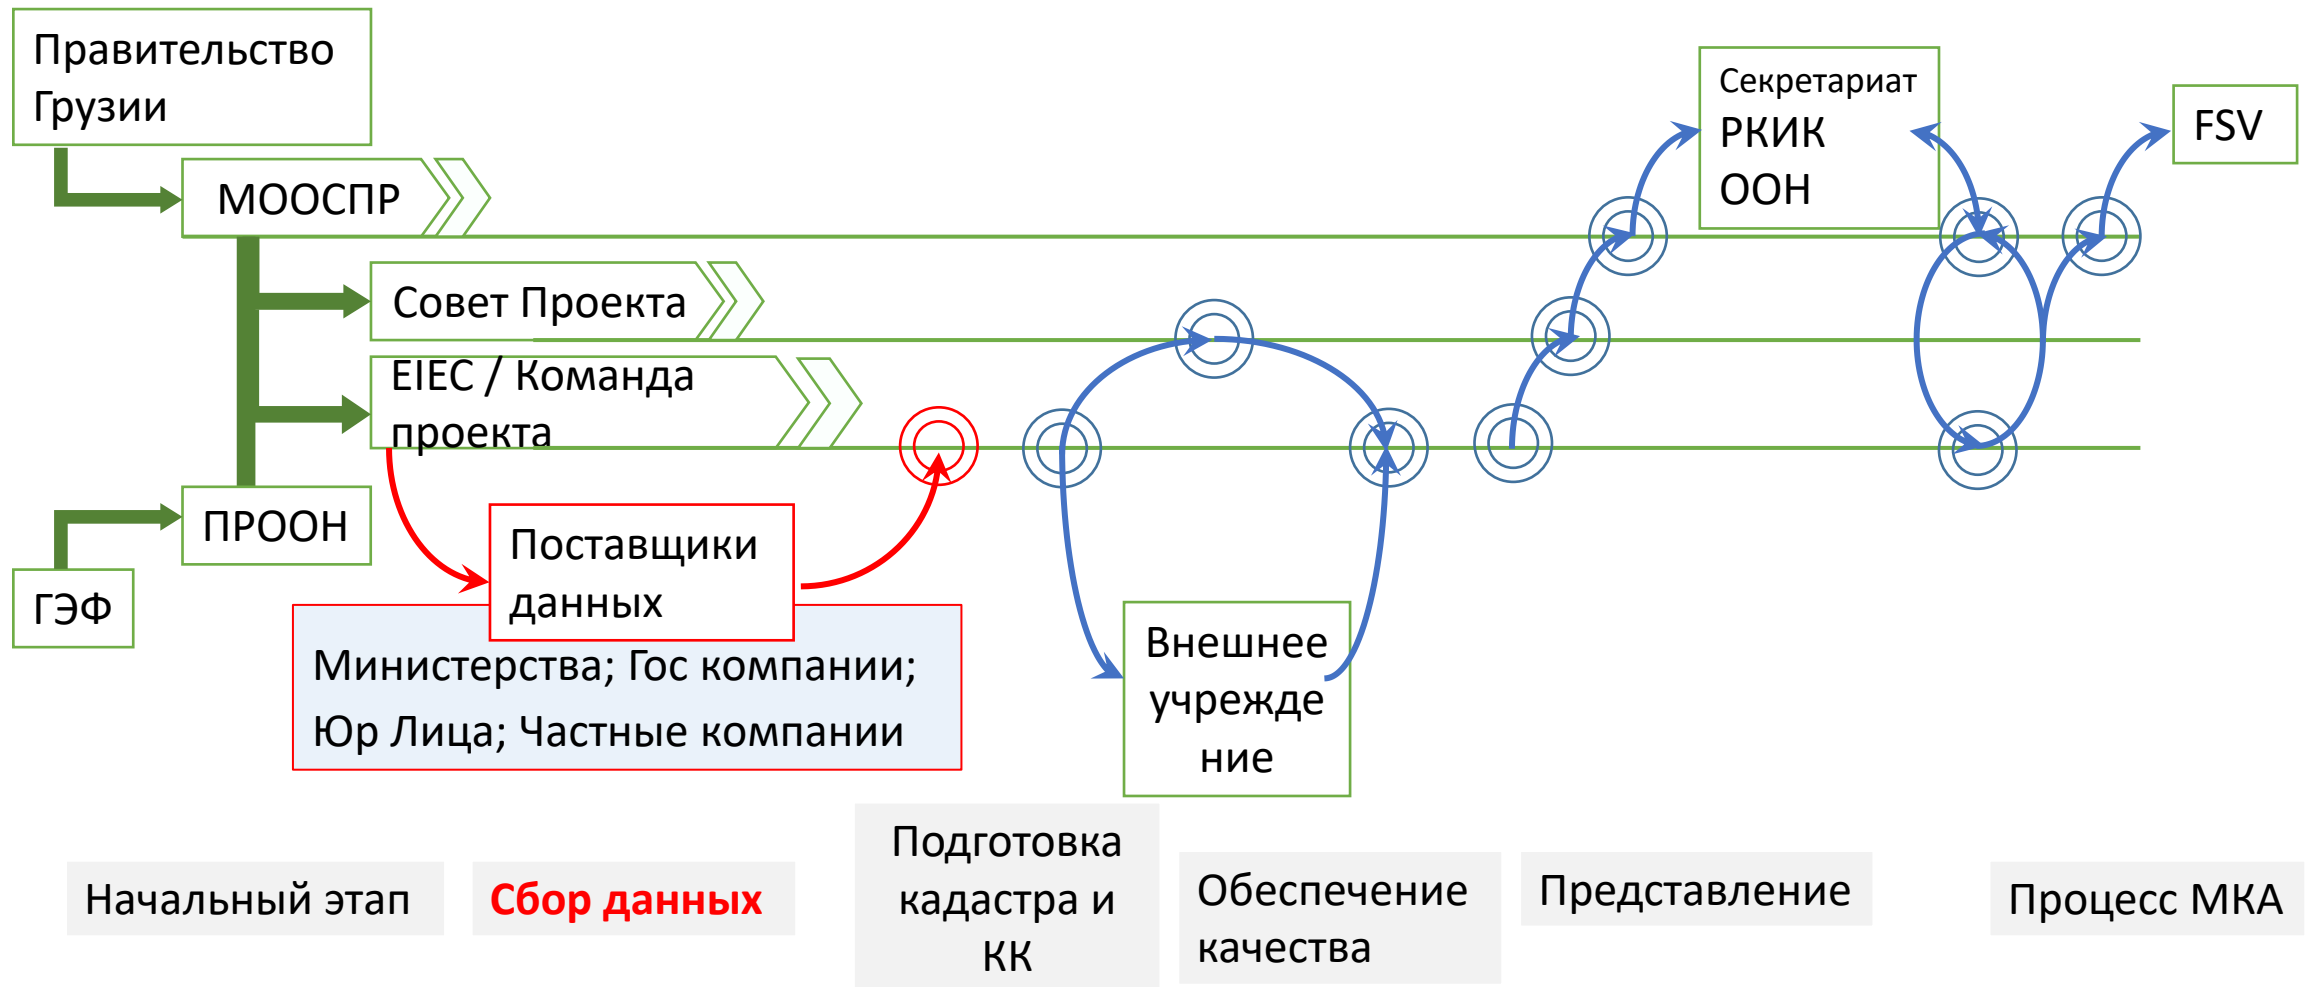 Правительство
Грузии
МООСПР
Совет Проекта
EIEC / Команда
проекта
ПРООН
ГЭФ
Поставщики
данных
Министерства; Гос компании;
Юр Лица; Частные компании
Внешнее
учрежде
ние
Секретариат
РКИК
ООН
FSV
Начальный этап
Сбор данных
Подготовка
кадастра и
КК
Обеспечение
качества
Представление
Процесс МКА